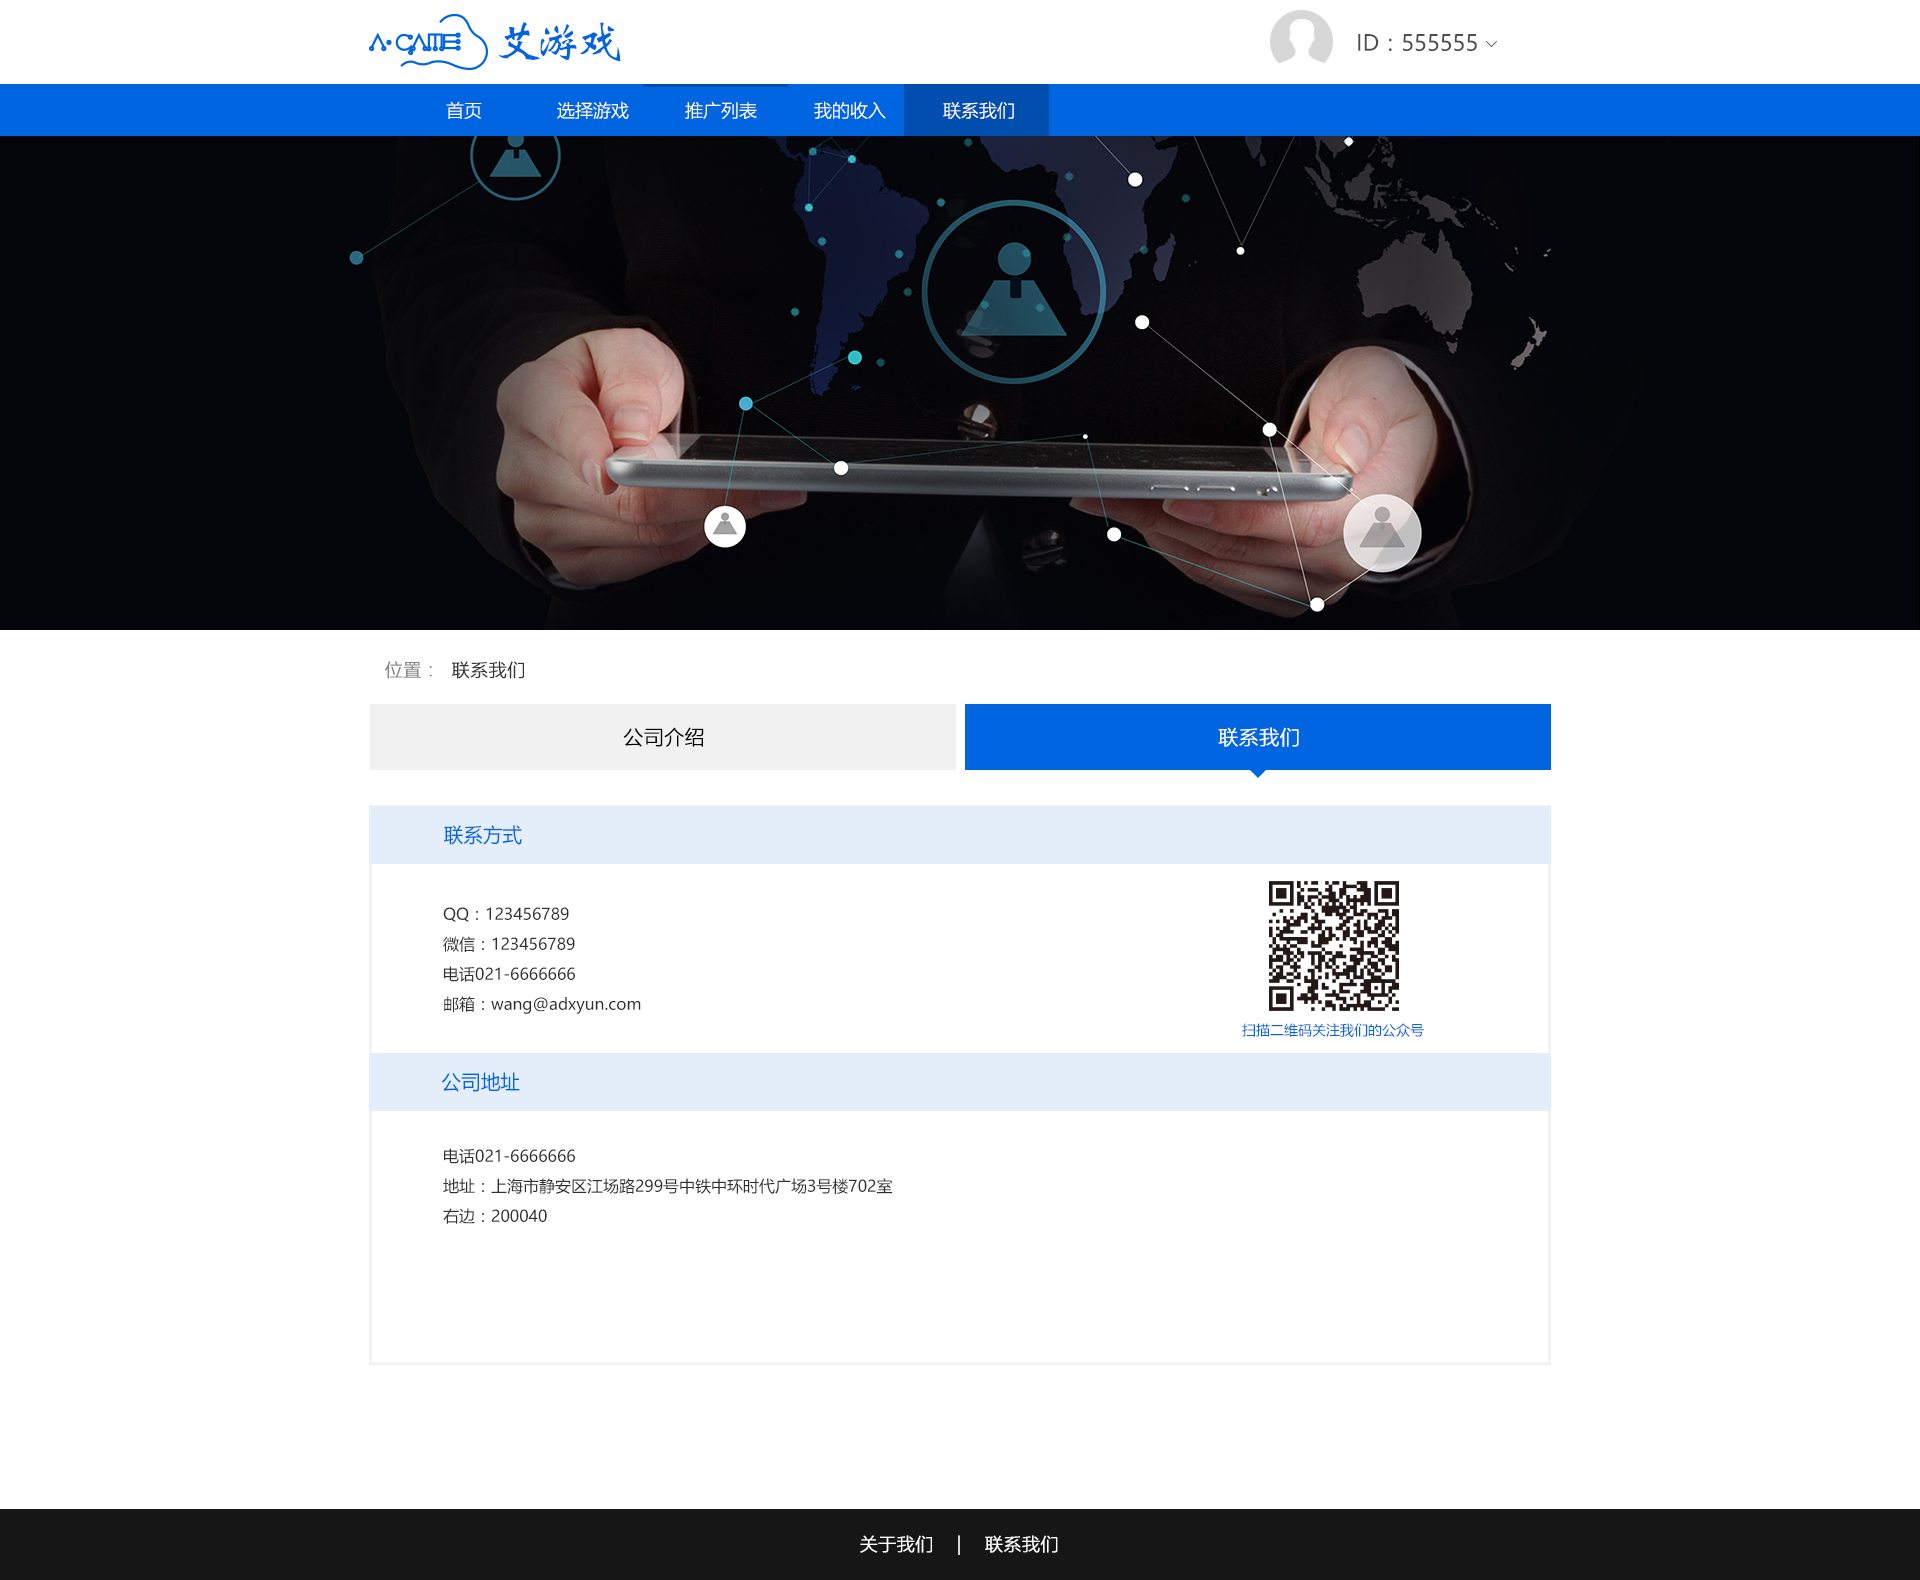 A·GAME 艾游戏
ID：555555
首页 选择游戏 推广列表 我的收入 联系我们
位置： 联系我们
公司介绍 联系我们
联系方式
QQ：123456789
微信：123456789
电话021-6666666
邮箱：wang@adxyun.com
扫描二维码关注我们的公众号
公司地址
电话021-6666666
地址：上海市静安区江场路299号中铁中环时代广场3号楼702室
右边：200040
关于我们 | 联系我们